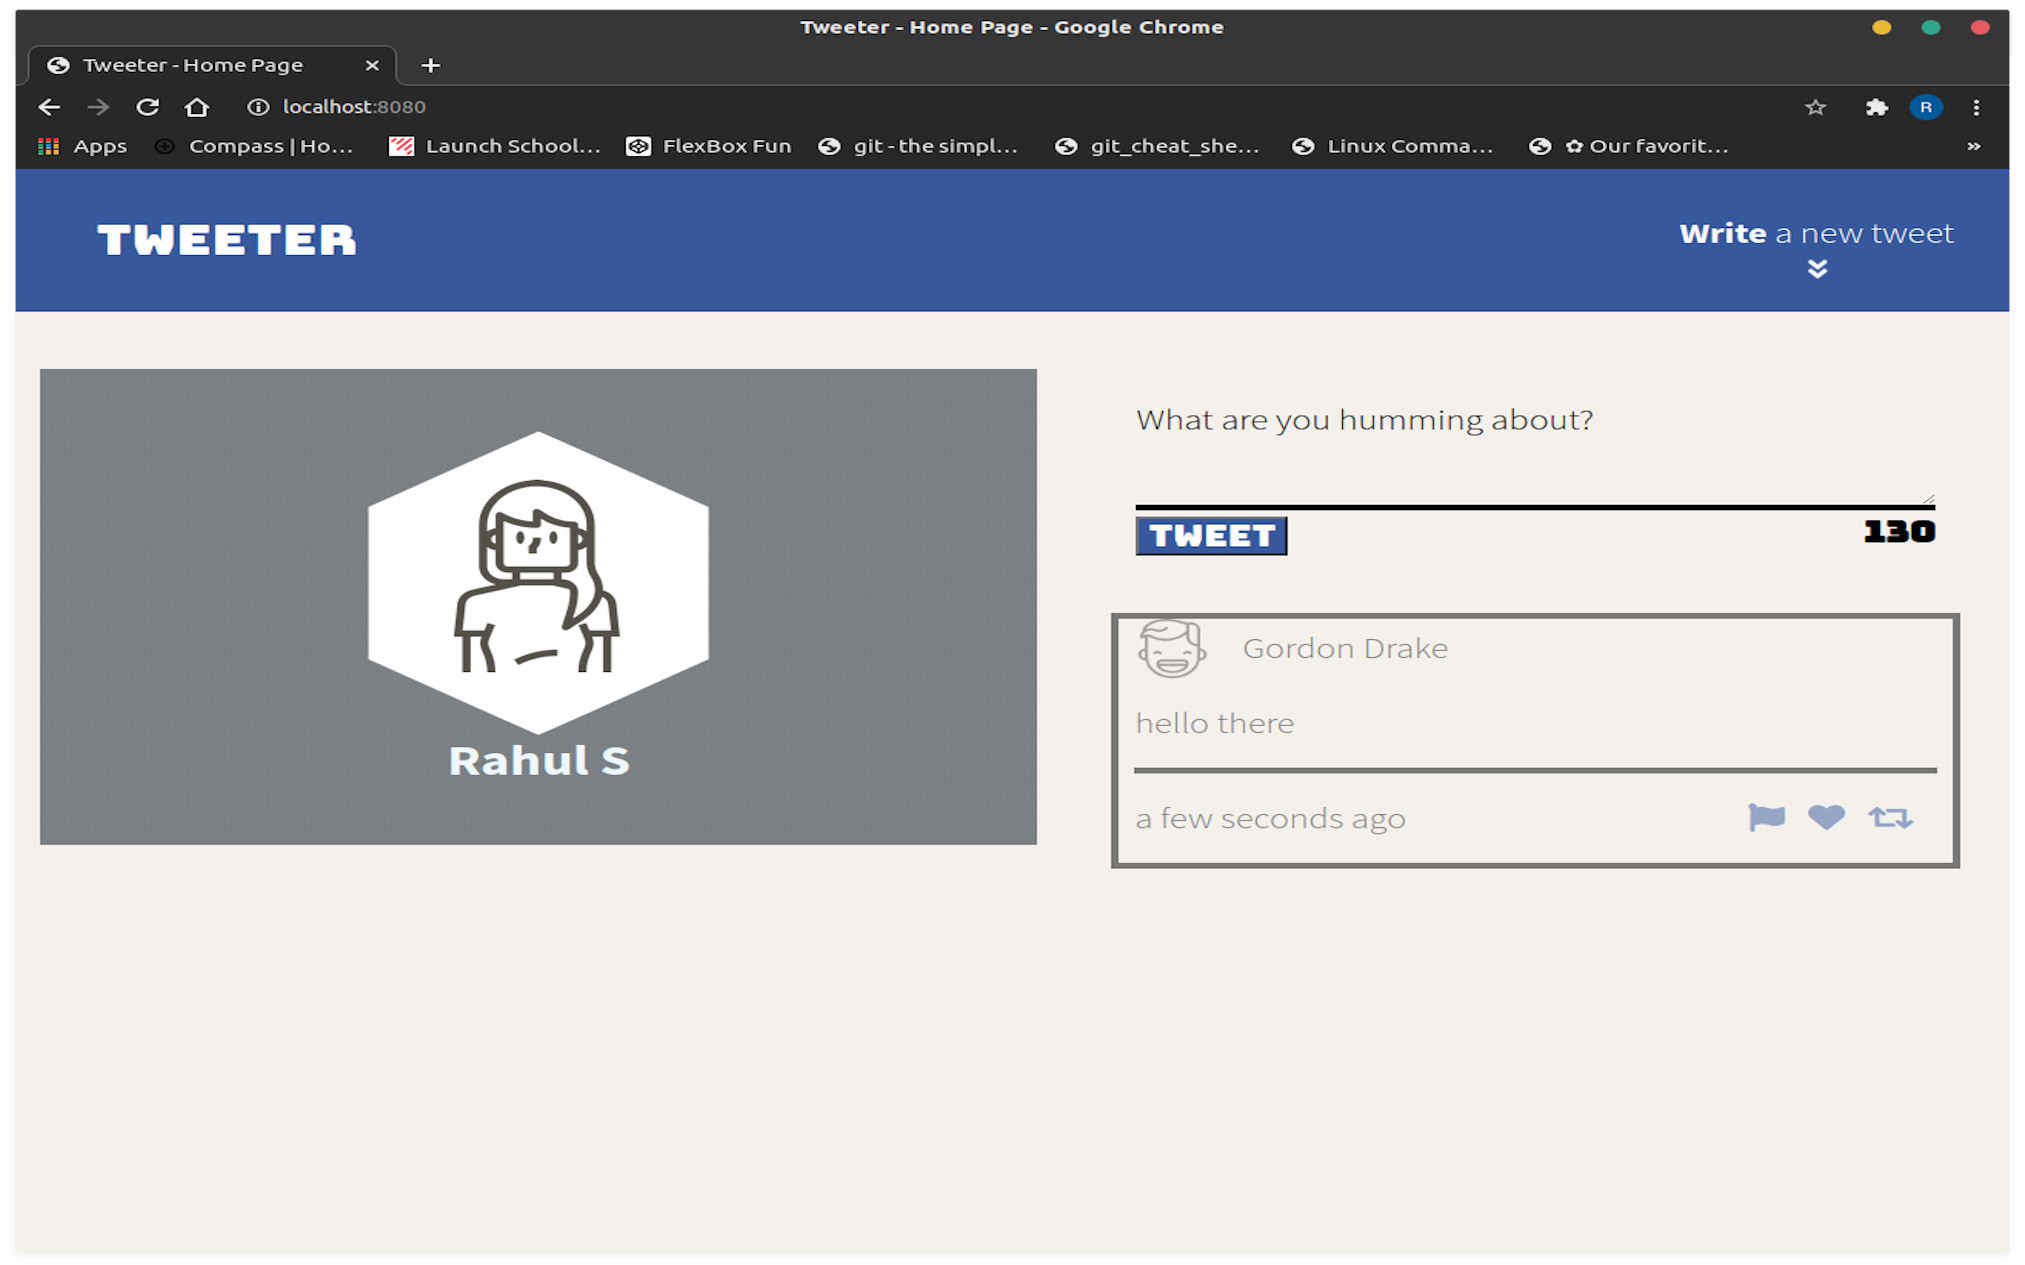 Tweeter - Home Page - Google Chrome
Tweeter - Home Page
localhost:8080
R
Apps
Compass | Ho...
Launch School...
FlexBox Fun
git - the simpl...
git_cheat_she...
Linux Comma...
✿ Our favorit...
»
TWEETER
Write a new tweet
Rahul S
What are you humming about?
TWEET
130
Gordon Drake
hello there
a few seconds ago